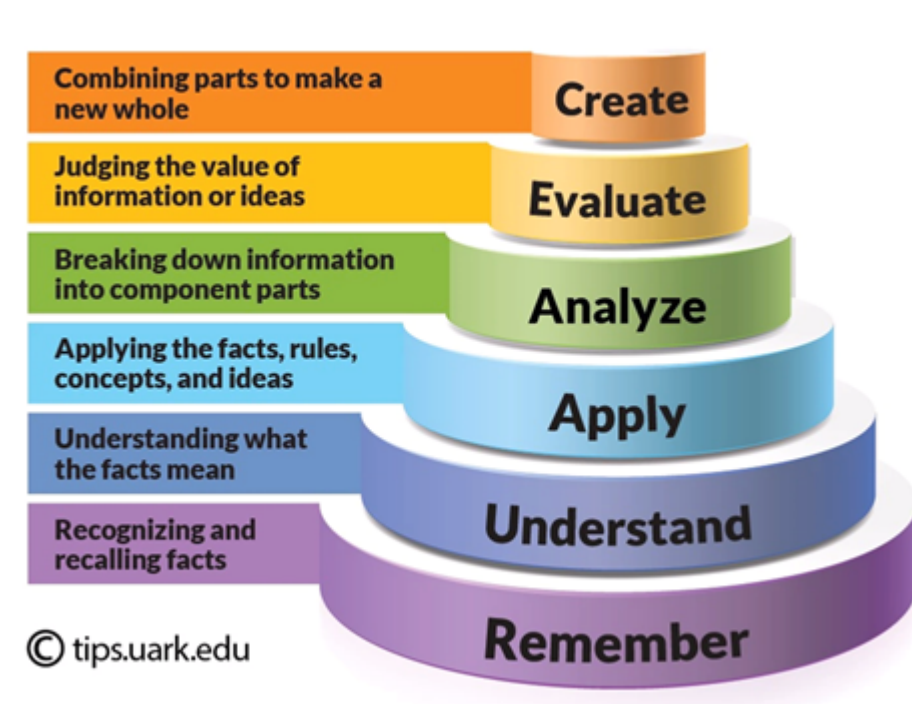 Combining parts to make a
new whole
Create
Judging the value of
information or ideas
Evaluate
Breaking down information
into component parts
Analyze
Applying the facts, rules,
concepts, and ideas
Apply
Understanding what
the facts mean
Understand
Recognizing and
recalling facts
Remember
© tips.uark.edu